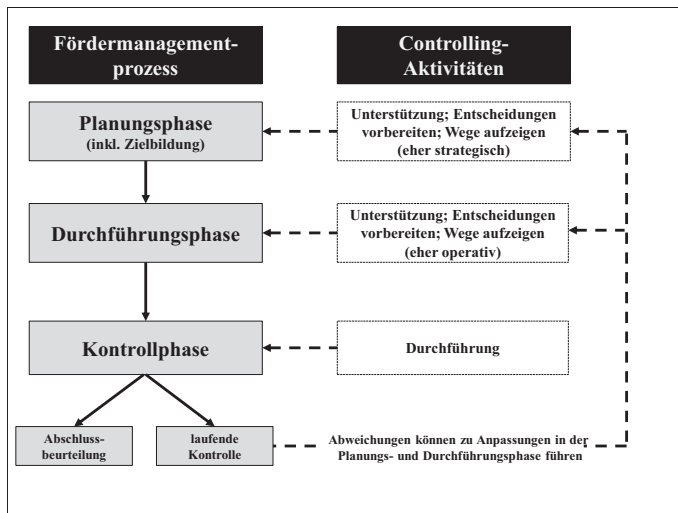 Fördermanagement-
prozess
Controlling-
Aktivitäten
Planungsphase
(inkl. Zielbildung)
Unterstützung; Entscheidungen
vorbereiten; Wege aufzeigen
(eher strategisch)
Durchführungsphase
Unterstützung; Entscheidungen
vorbereiten; Wege aufzeigen
(eher operativ)
Kontrollphase
Durchführung
Abschluss-
beurteilung
laufende
Kontrolle
Abweichungen können zu Anpassungen in der
Planungs- und Durchführungsphase führen